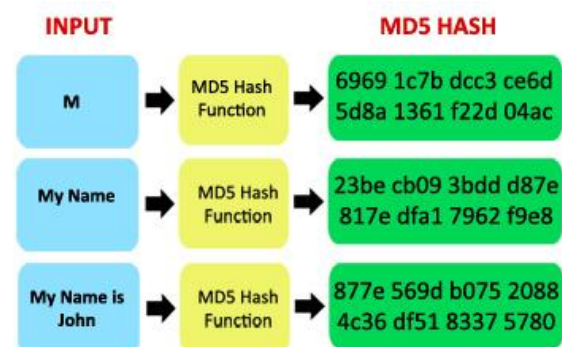 INPUT
MD5 HASH
M
MD5 Hash
Function
6969 1c7b dcc3 ce6d
5d8a 1361 f22d 04ac
My Name
MD5 Hash
Function
23be cb09 3bdd d87e
817e dfa1 7962 f9e8
My Name is
John
MD5 Hash
Function
877e 569d b075 2088
4c36 df51 8337 5780